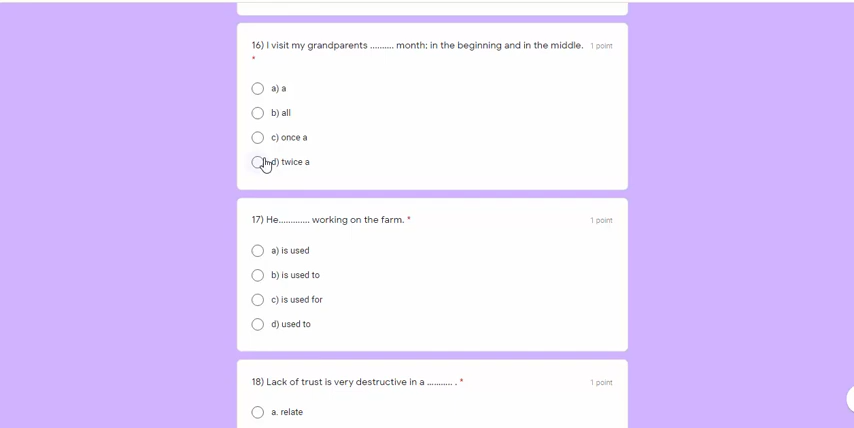 16) I visit my grandparents .......... month; in the beginning and in the middle. 1 point
*
a) a
b) all
c) once a
d) twice a
17) He............. working on the farm. * 1 point
a) is used
b) is used to
c) is used for
d) used to
18) Lack of trust is very destructive in a ........... . * 1 point
a. relate